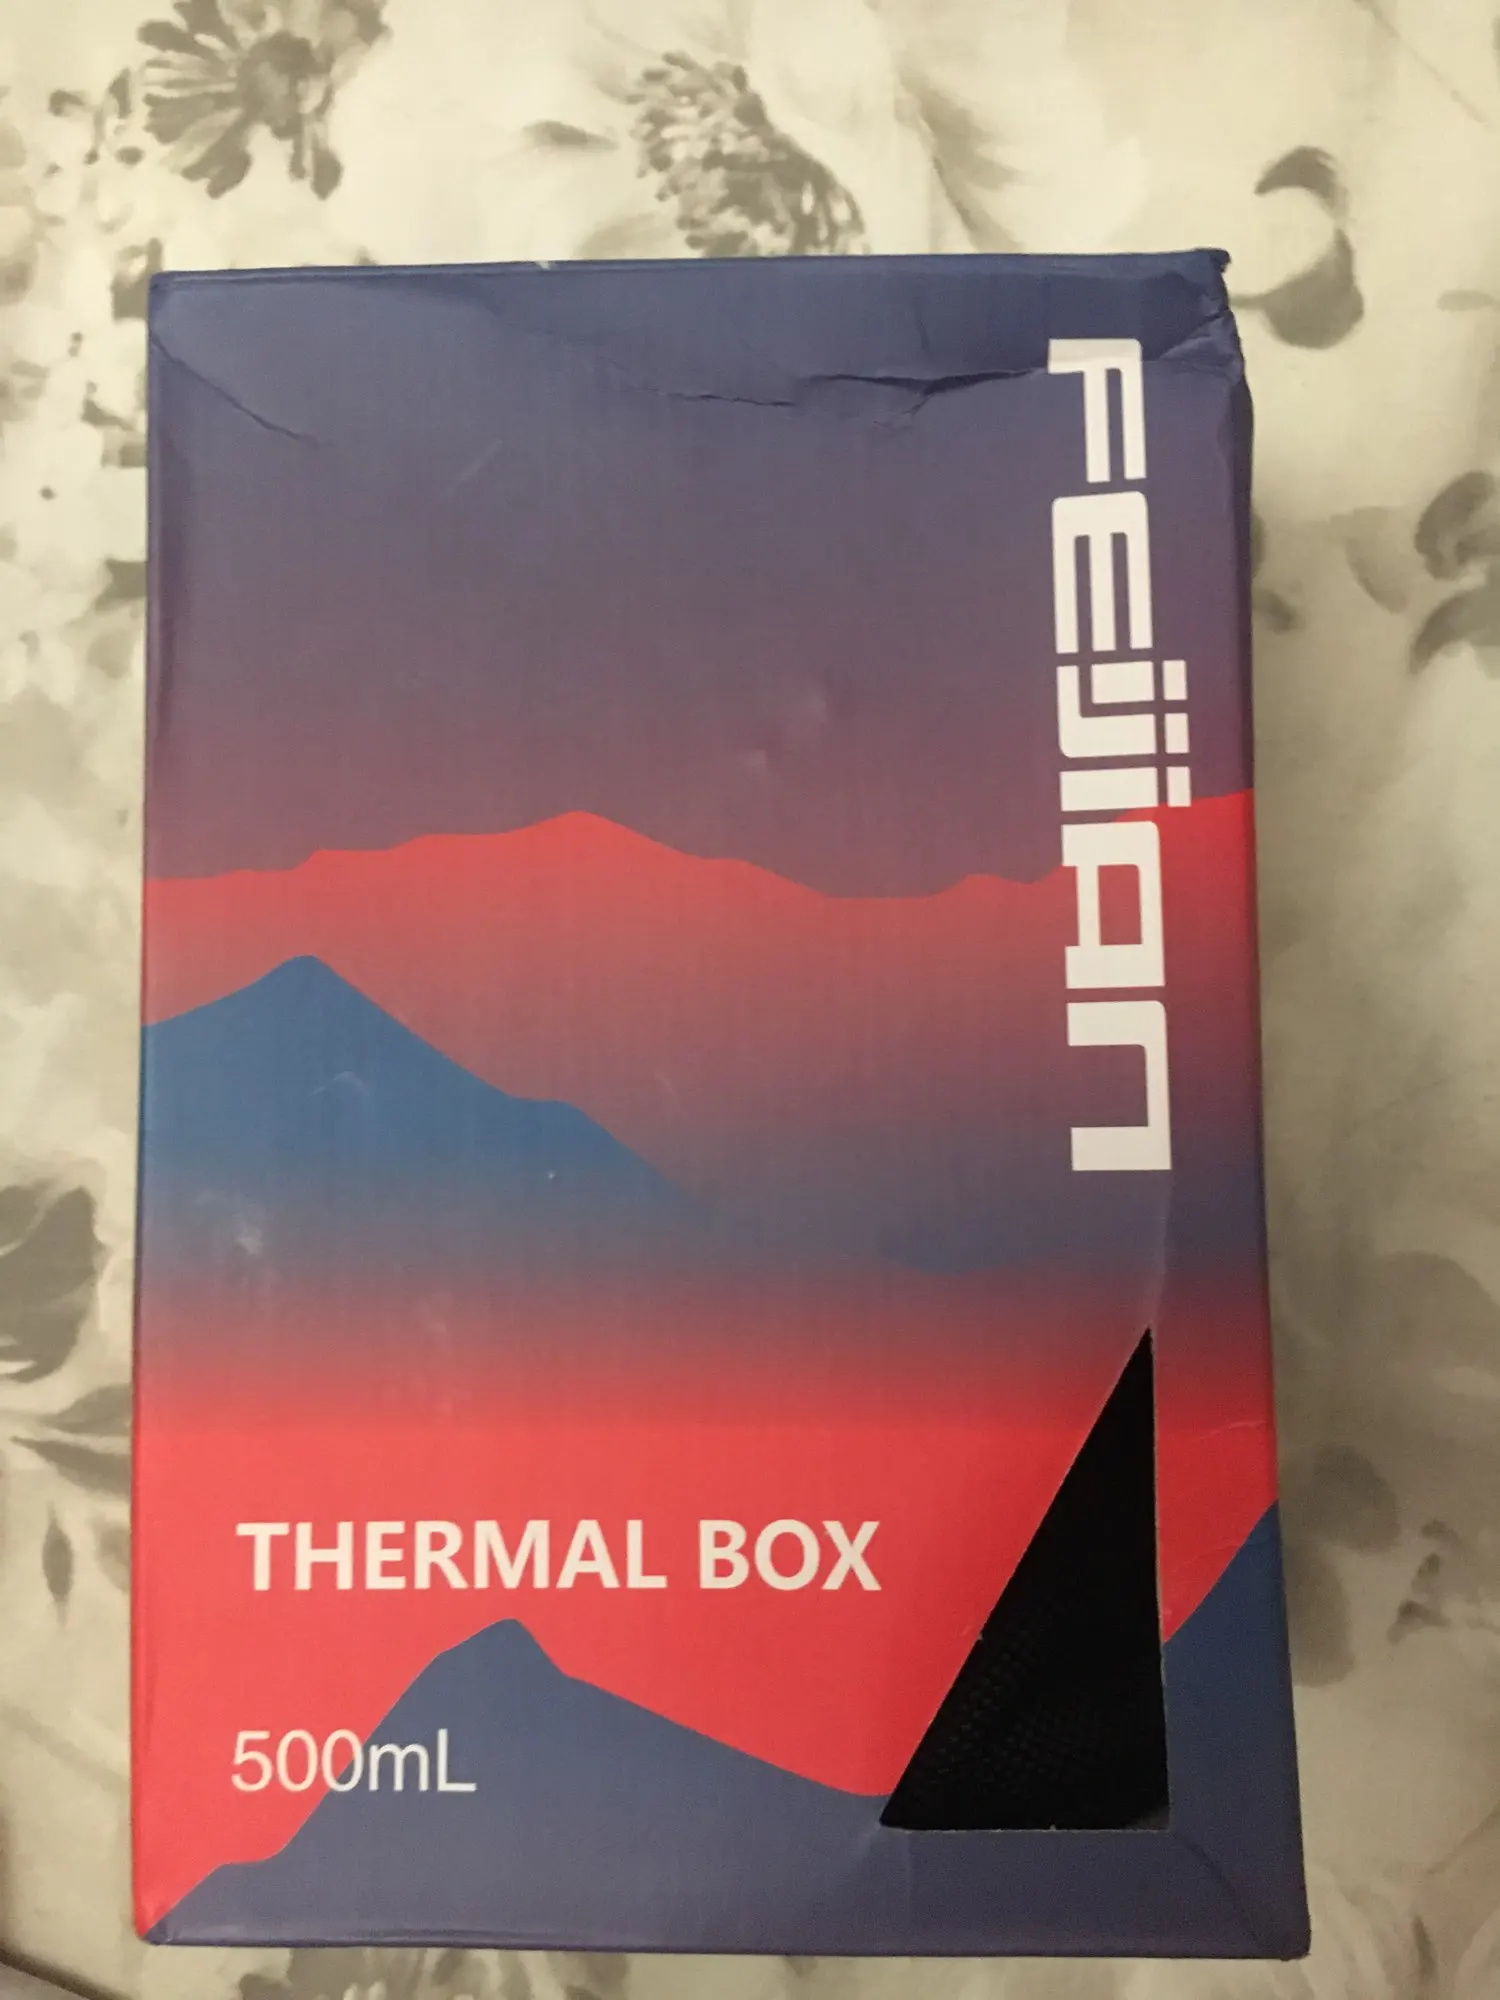 FEIJIAN
THERMAL BOX
500mL